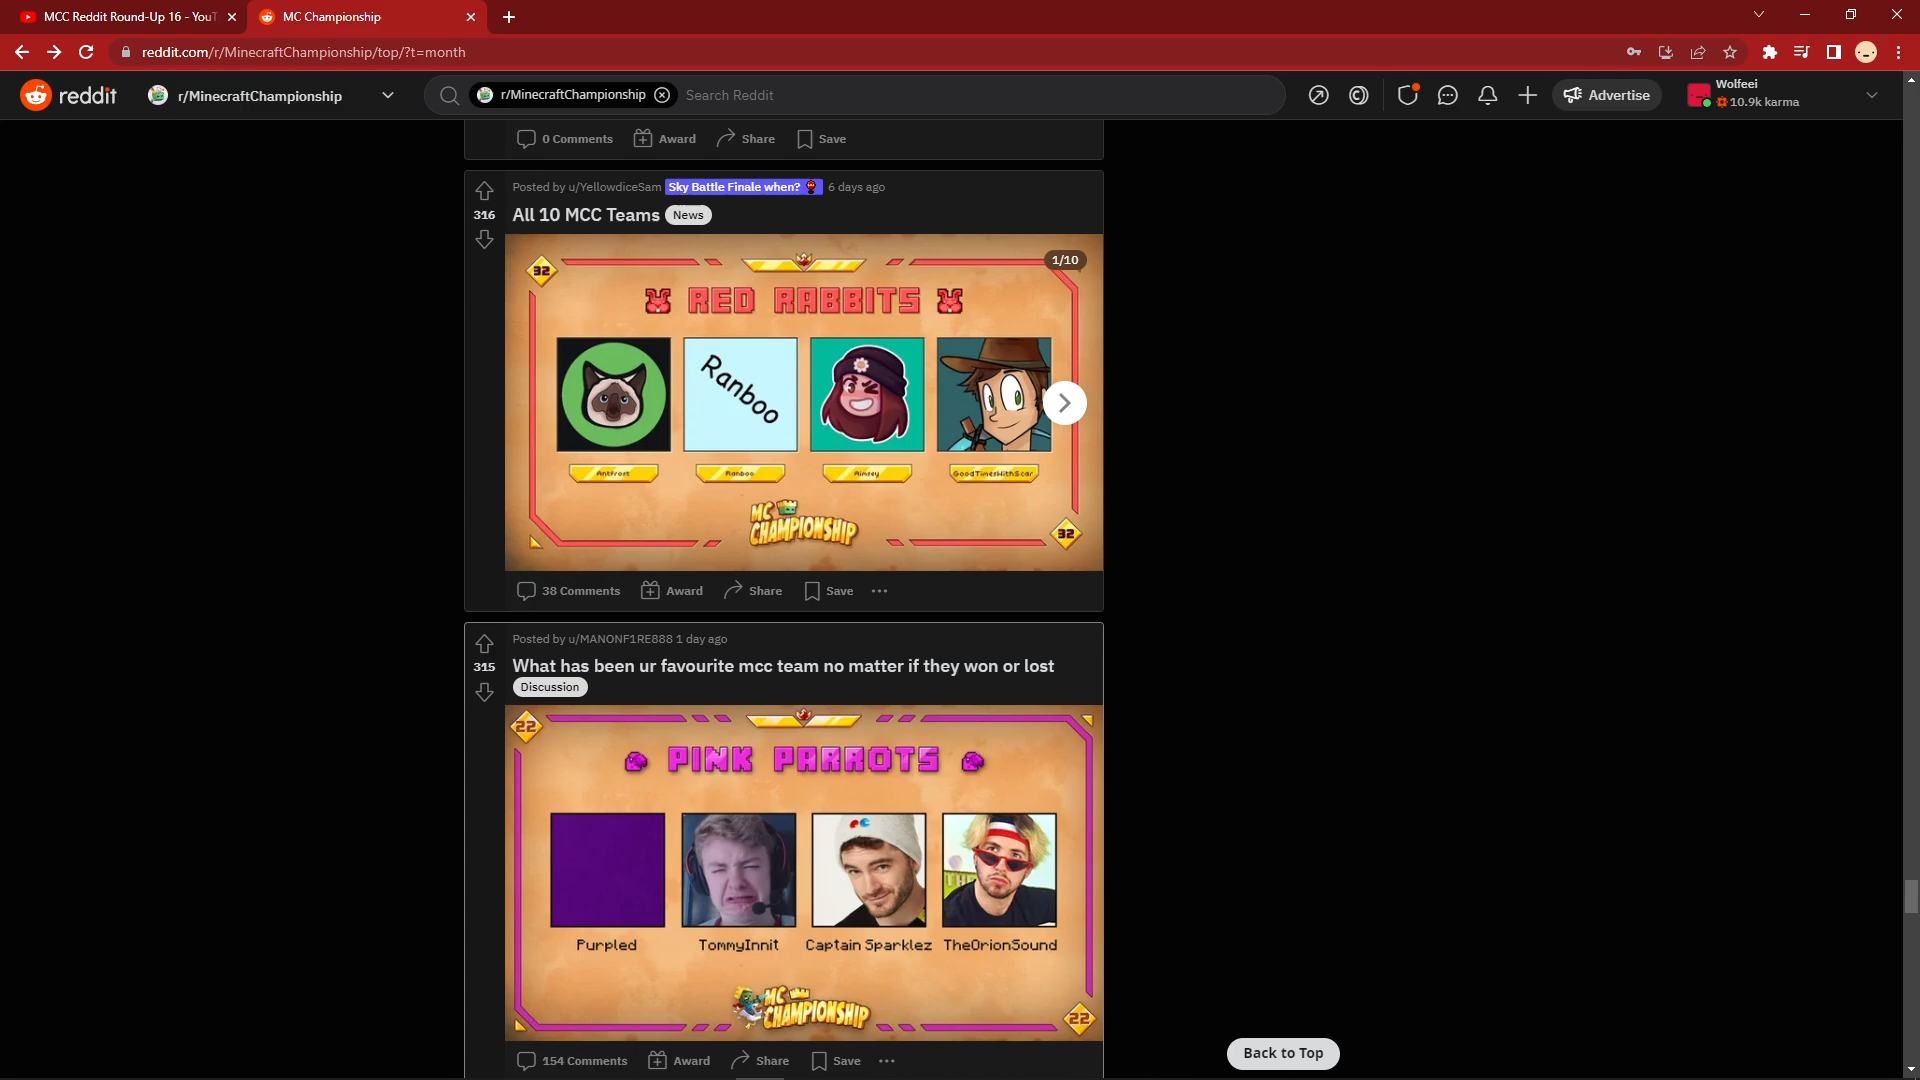 MCC Reddit Round-Up 16 - YouT
MC Championship
reddit.com/r/MinecraftChampionship/top/?t=month
reddit
r/MinecraftChampionship
r/MinecraftChampionship
Search Reddit
Advertise
Wolfeei
10.9k karma
0 Comments
Award
Share
Save
Posted by u/YellowdiceSam Sky Battle Finale when? 6 days ago
316
All 10 MCC Teams News
1/10
32
RED RABBITS
Ranboo
Antfrost
Ranboo
Aimsey
GoodTimesWithScar
MC
CHAMPIONSHIP
32
38 Comments
Award
Share
Save
Posted by u/MANONF1RE888 1 day ago
315
What has been ur favourite mcc team no matter if they won or lost
Discussion
22
PINK PARROTS
Purpled
TommyInnit
Captain Sparklez
TheOrionSound
MC
CHAMPIONSHIP
22
154 Comments
Award
Share
Save
Back to Top